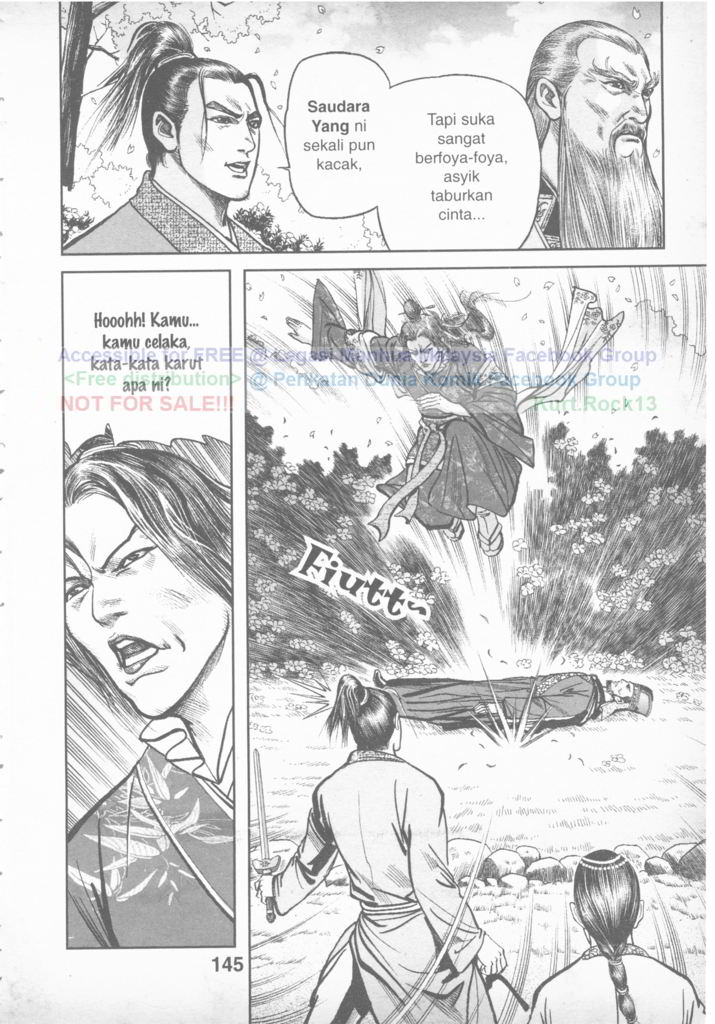 Saudara
Yang ni
sekali pun
kacak,
Tapi suka
sangat
berfoya-foya,
asyik
taburkan
cinta...
Hooohh! Kamu...
kamu celaka,
kata-kata karut
apa ni?
Accessible for FREE @ Legasi Manhua Malaysia Facebook Group
<Free distribution> @ Perikatan Dunia Komik Facebook Group
NOT FOR SALE!!! Kurt.Rock13
Fiutt~
145